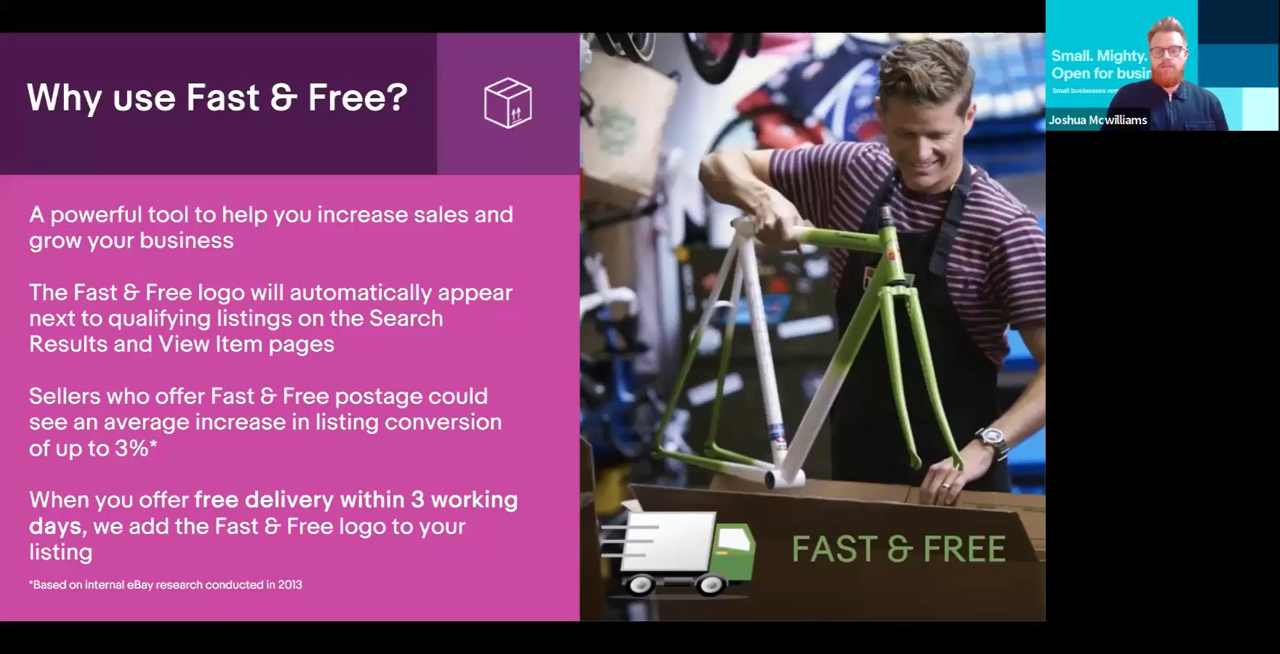 Why use Fast & Free?
A powerful tool to help you increase sales and
grow your business
The Fast & Free logo will automatically appear
next to qualifying listings on the Search
Results and View Item pages
Sellers who offer Fast & Free postage could
see an average increase in listing conversion
of up to 3%*
When you offer free delivery within 3 working
days, we add the Fast & Free logo to your
listing
*Based on internal eBay research conducted in 2013
FAST & FREE
Small. Mighty.
Open for busin
Small businesses rem
Joshua Mcwilliams